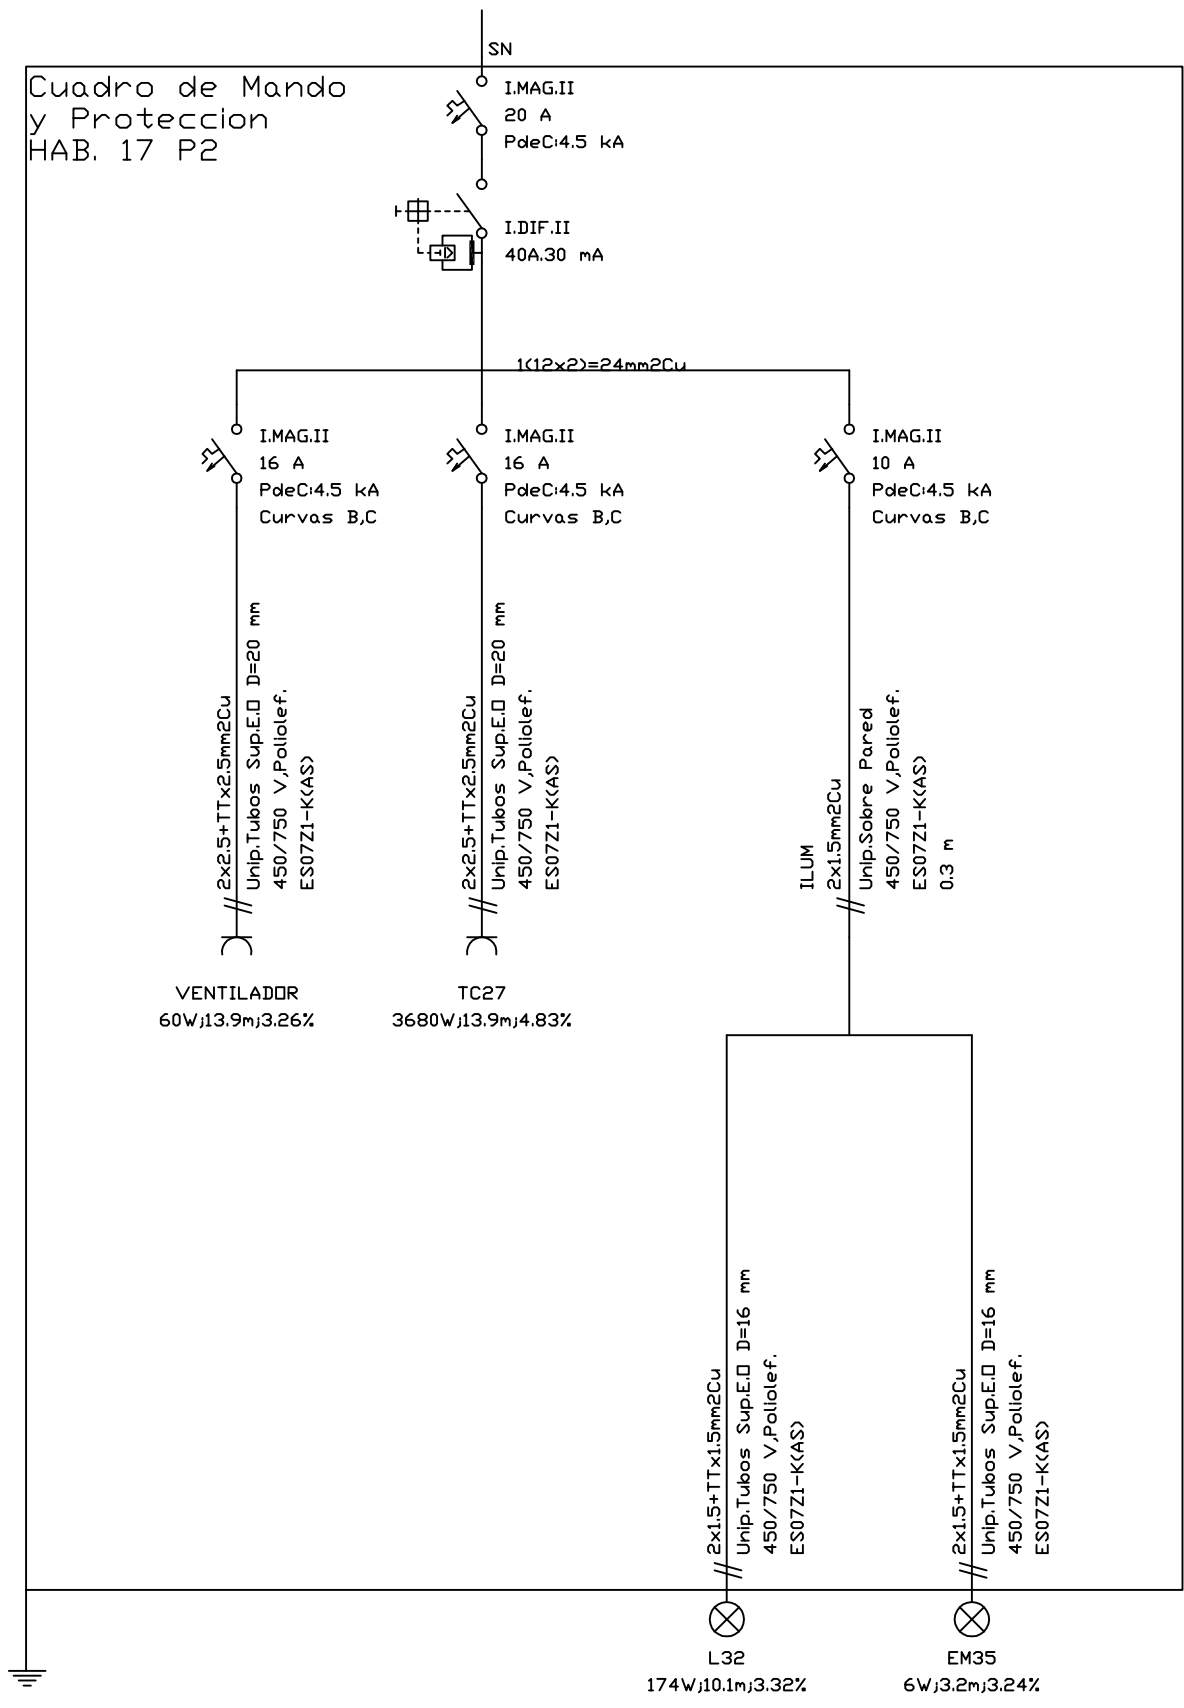 SN
Cuadro de Mando
y Proteccion
HAB. 17 P2
I.MAG.II
20 A
PdeC:4.5 kA
I.DIF.II
40A.30 mA
1(12x2)=24mm2Cu
I.MAG.II
16 A
PdeC:4.5 kA
Curvas B,C
I.MAG.II
16 A
PdeC:4.5 kA
Curvas B,C
I.MAG.II
10 A
PdeC:4.5 kA
Curvas B,C
2x2.5+TTx2.5mm2Cu
Unip.Tubos Sup.E.O D=20 mm
450/750 V,Poliolef.
ES07Z1-K(AS)
2x2.5+TTx2.5mm2Cu
Unip.Tubos Sup.E.O D=20 mm
450/750 V,Poliolef.
ES07Z1-K(AS)
ILUM
2x1.5mm2Cu
Unip.Sobre Pared
450/750 V,Poliolef.
ES07Z1-K(AS)
0.3 m
VENTILADOR
60W;13.9m;3.26%
TC27
3680W;13.9m;4.83%
2x1.5+TTx1.5mm2Cu
Unip.Tubos Sup.E.O D=16 mm
450/750 V,Poliolef.
ES07Z1-K(AS)
2x1.5+TTx1.5mm2Cu
Unip.Tubos Sup.E.O D=16 mm
450/750 V,Poliolef.
ES07Z1-K(AS)
L32
174W;10.1m;3.32%
EM35
6W;3.2m;3.24%